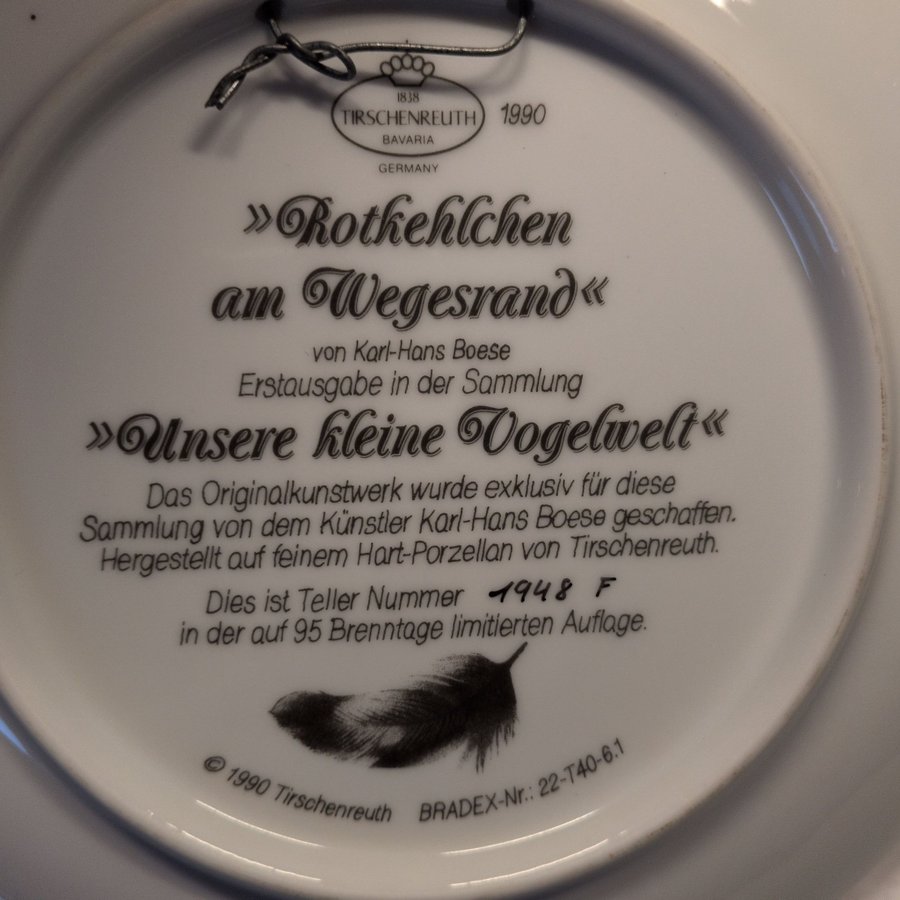 1838
TIRSCHENREUTH 1990
BAVARIA
GERMANY
»Rotkehlchen
am Wegesrand«
von Karl-Hans Boese
Erstausgabe in der Sammlung
»Unsere kleine Vogelwelt«
Das Originalkunstwerk wurde exklusiv für diese
Sammlung von dem Künstler Karl-Hans Boese geschaffen.
Hergestellt auf feinem Hart-Porzellan von Tirschenreuth.
Dies ist Teller Nummer 1948 F
in der auf 95 Brenntage limitierten Auflage.
© 1990 Tirschenreuth BRADEX-Nr.: 22-T40-6.1